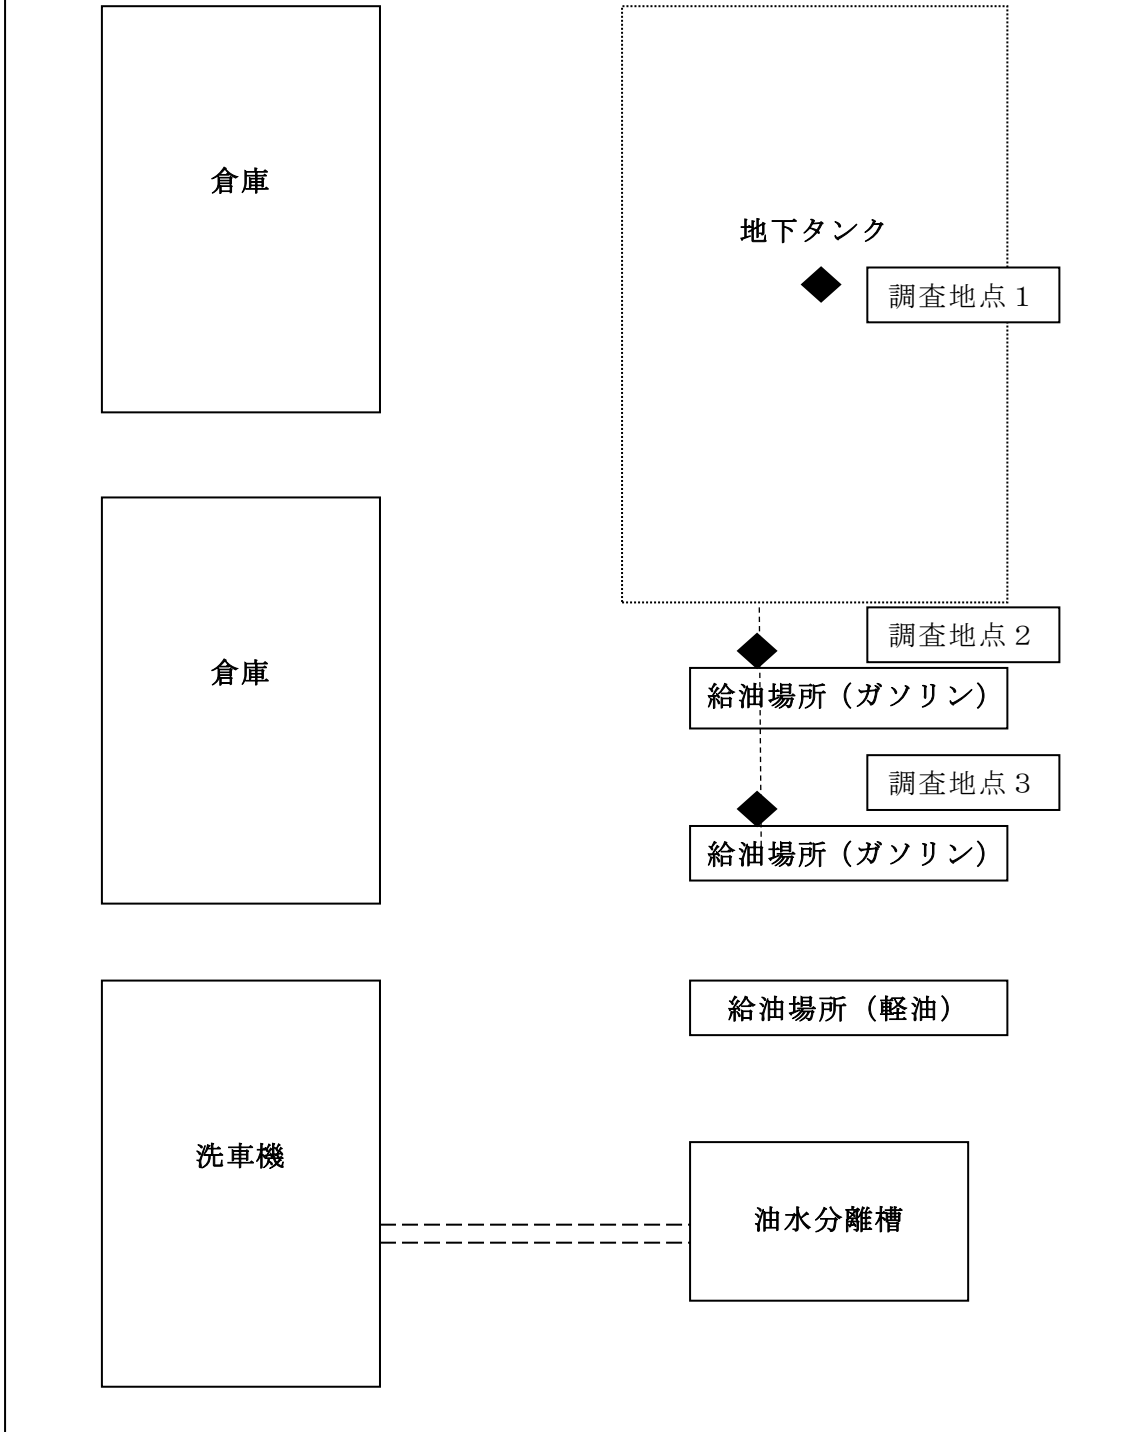 倉庫
地下タンク
調査地点１
倉庫
調査地点２
給油場所（ガソリン）
調査地点３
給油場所（ガソリン）
給油場所（軽油）
洗車機
油水分離槽